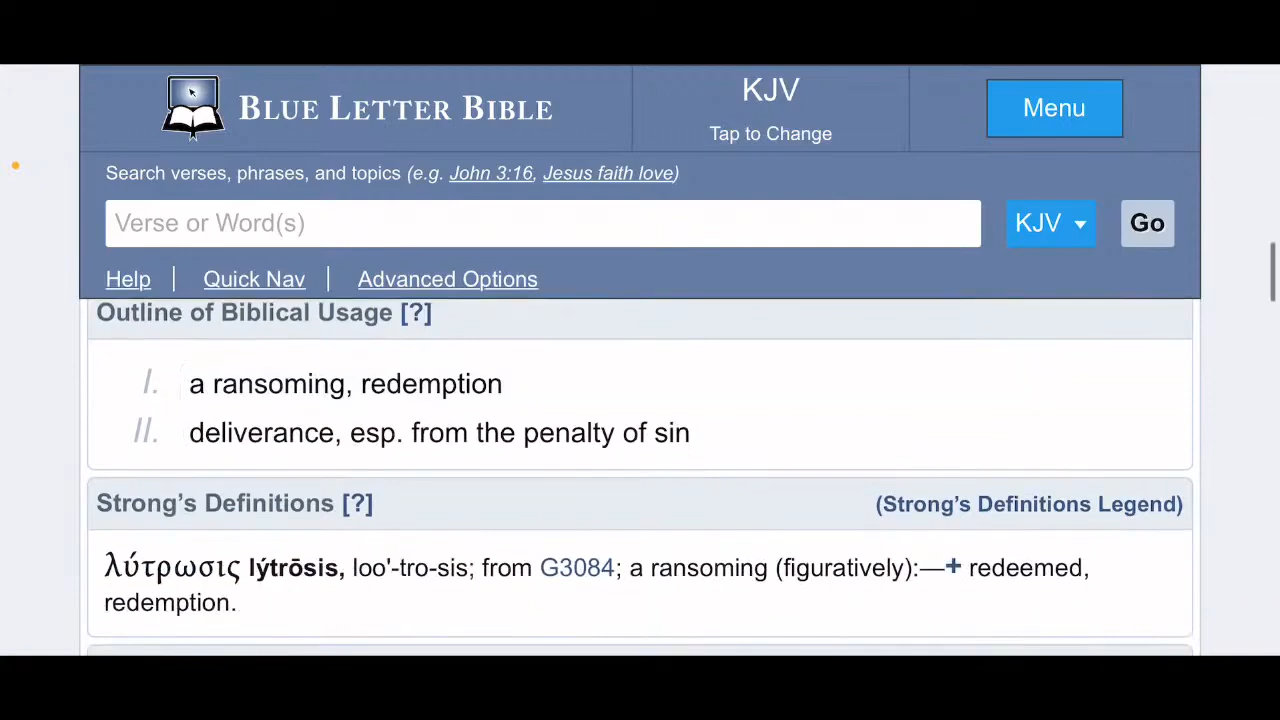 BLUE LETTER BIBLE
KJV
Tap to Change
Menu
Search verses, phrases, and topics (e.g. John 3:16, Jesus faith love)
Verse or Word(s)
KJV
Go
Help
Quick Nav
Advanced Options
Outline of Biblical Usage [?]
I. a ransoming, redemption
II. deliverance, esp. from the penalty of sin
Strong’s Definitions [?]
(Strong’s Definitions Legend)
λύτρωσις lýtrōsis, loo'-tro-sis; from G3084; a ransoming (figuratively):—+ redeemed,
redemption.